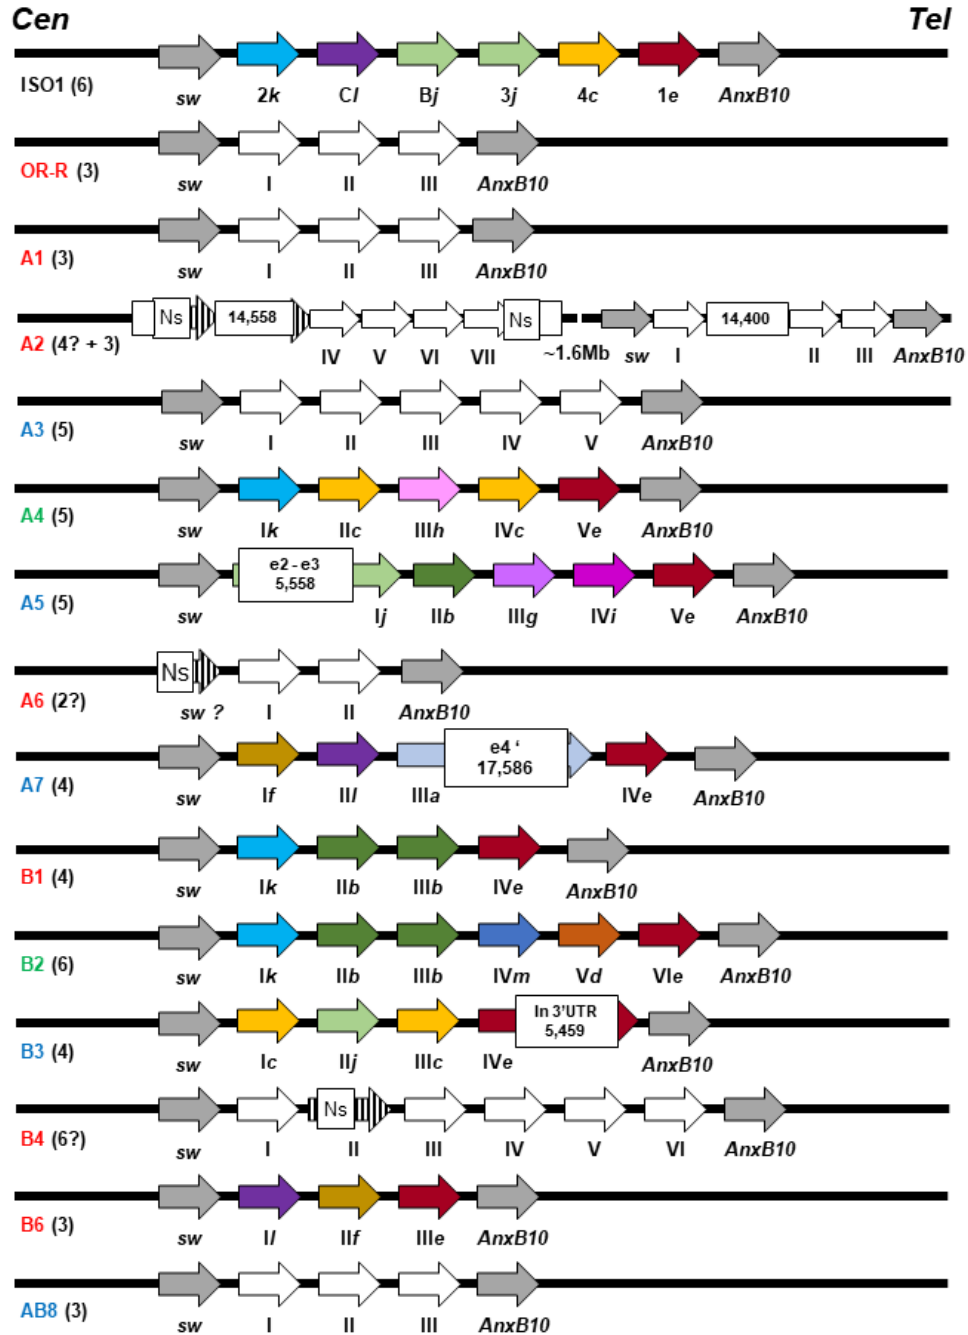 Cen Tel
ISO1 (6)
sw 2k Cl Bj 3j 4c 1e AnxB10
OR-R (3)
sw I II III AnxB10
A1 (3)
sw I II III AnxB10
Ns 14,558 Ns 14,400
A2 (4? + 3)
IV V VI VII ~1.6Mb sw I II III AnxB10
A3 (5)
sw I II III IV V AnxB10
A4 (5)
sw Ik IIc IIIh IVc Ve AnxB10
e2 - e3
5,558
A5 (5)
sw Ij IIb IIIg IVi Ve AnxB10
Ns
A6 (2?)
sw ? I II AnxB10
e4 ‘
17,586
A7 (4)
sw If IIl IIIa IVe AnxB10
B1 (4)
sw Ik IIb IIIb IVe AnxB10
B2 (6)
sw Ik IIb IIIb IVm Vd VIe AnxB10
In 3'UTR
5,459
B3 (4)
sw Ic IIj IIIc IVe AnxB10
Ns
B4 (6?)
sw I II III IV V VI AnxB10
B6 (3)
sw Il IIf IIIe AnxB10
AB8 (3)
sw I II III AnxB10